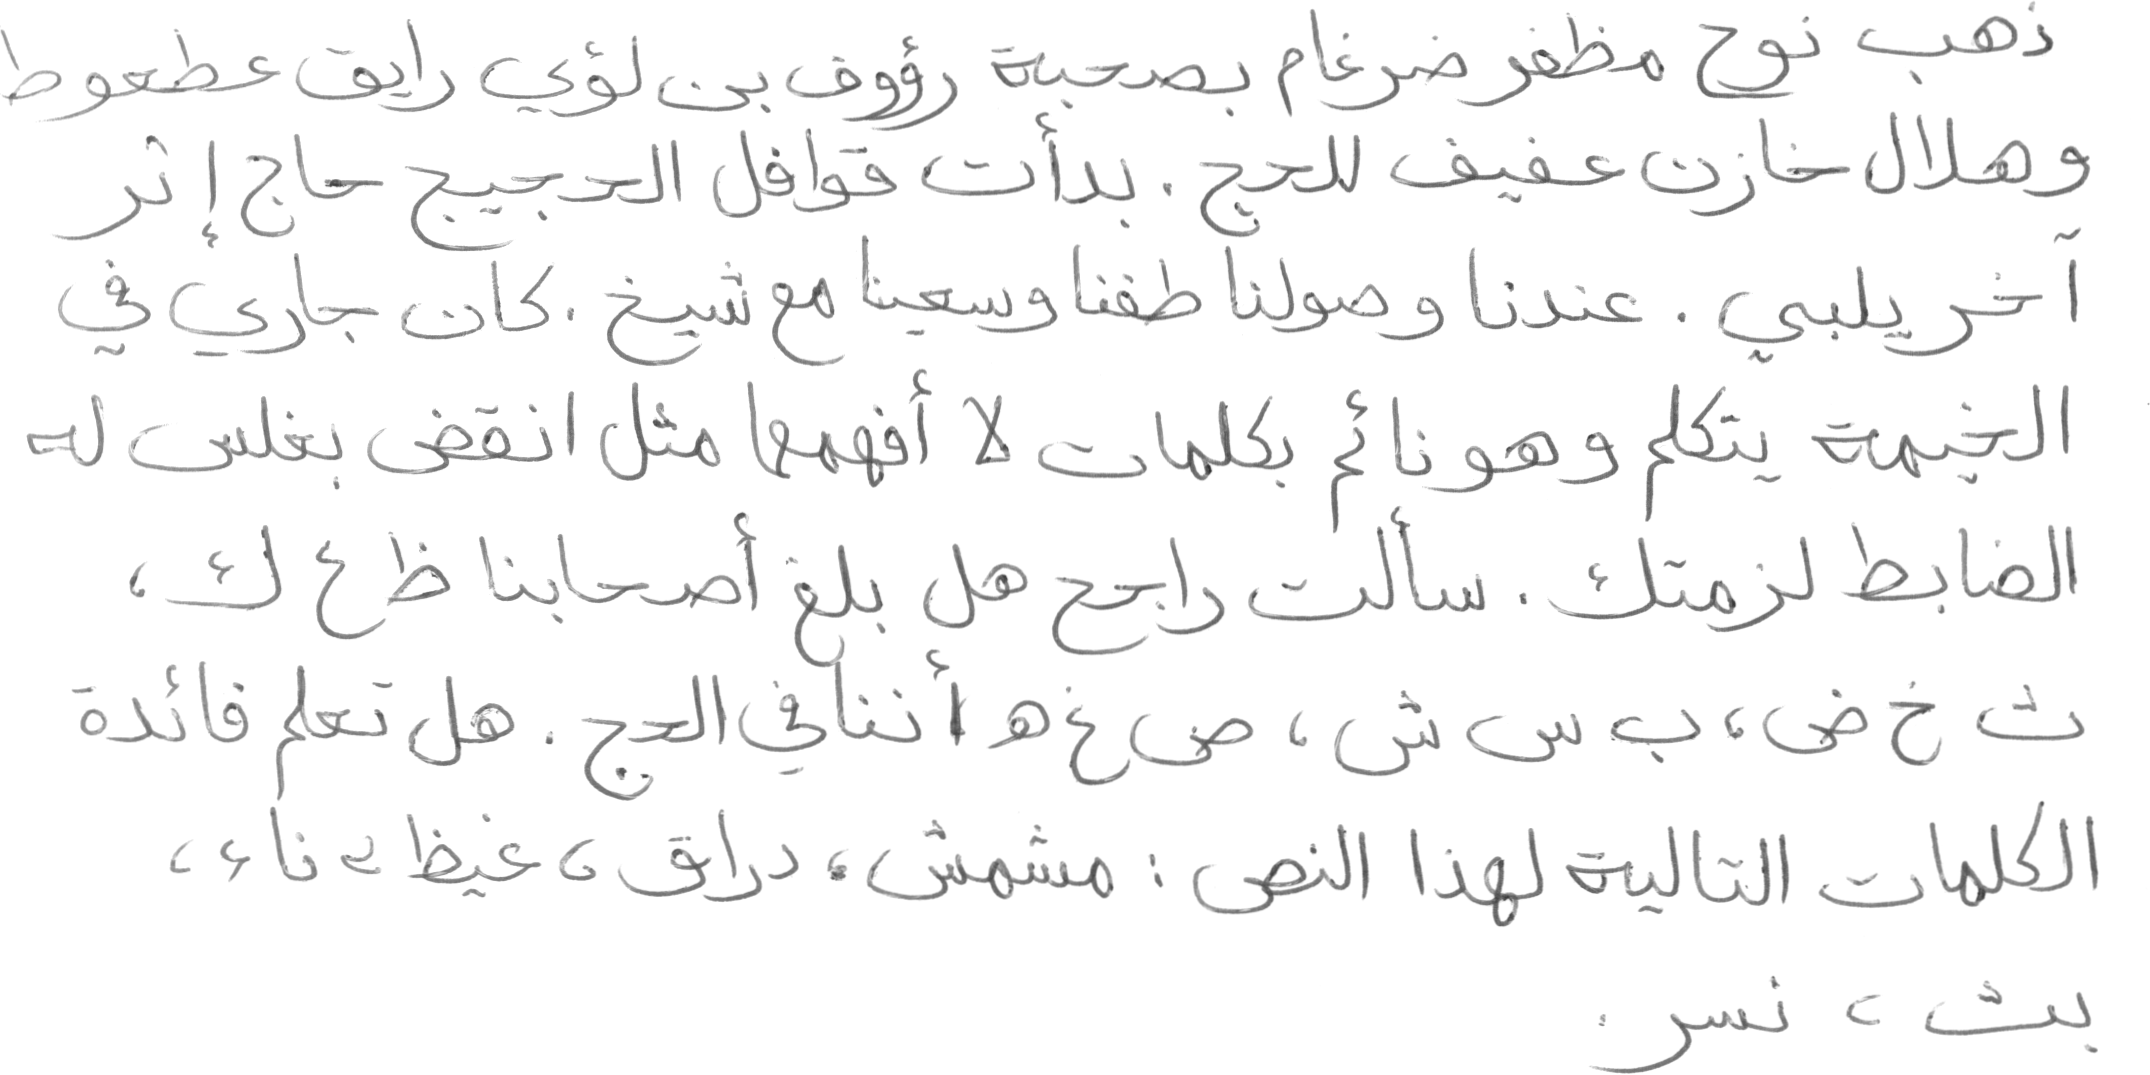 ذهب نوح مظفر ضرغام بصحبة رؤوف بن لؤي رايق عطعوط
وهلال خازن عفيف للحج. بدأت قوافل الحجيج حاج إثر
آخر يلبي. عندنا وصولنا طفنا وسعينا مع شيخ. كان جاري في
الخيمة يتكلم وهو نائم بكلمات لا أفهمها مثل انقض بغلس له
الضابط لزمتك. سألت راجح هل بلغ أصحابنا ظ ع ك،
ث خ ض، ب س ش، ص غ ه أننا في الحج. هل تعلم فائدة
الكلمات التالية لهذا النص: مشمش، دراق، غيظ، ناء،
بث، نسر.